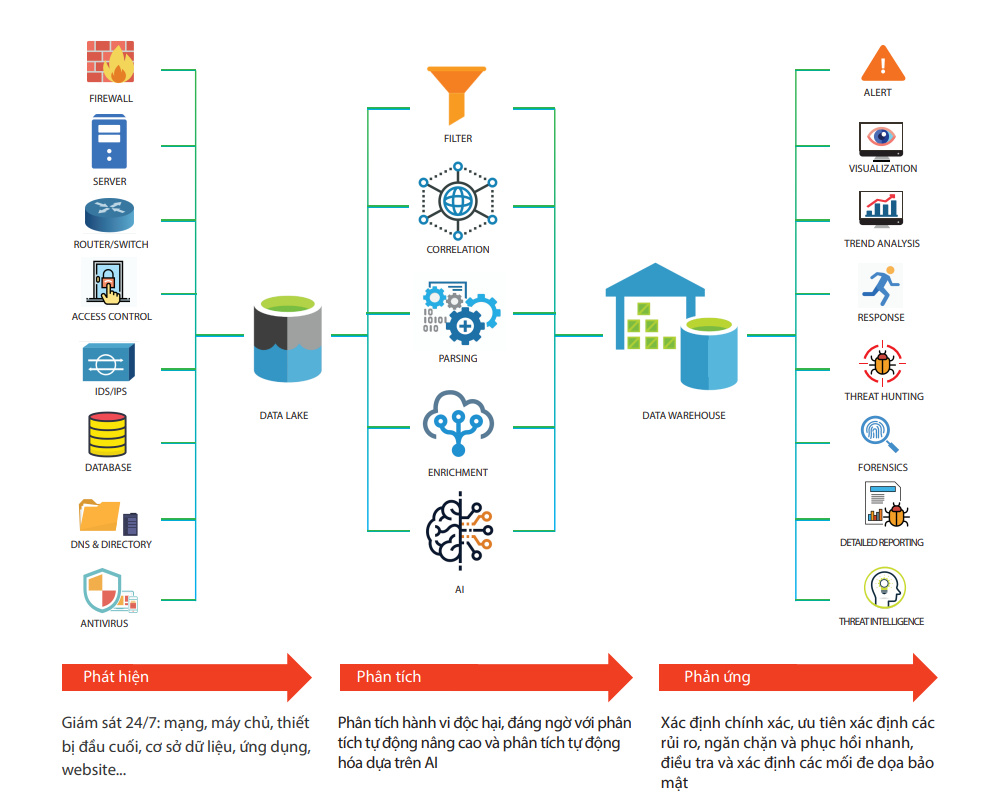 FIREWALL
SERVER
ROUTER/SWITCH
ACCESS CONTROL
IDS/IPS
DATABASE
DNS & DIRECTORY
ANTIVIRUS
DATA LAKE
FILTER
CORRELATION
10
10101
010
PARSING
ENRICHMENT
AI
DATA WAREHOUSE
ALERT
VISUALIZATION
TREND ANALYSIS
RESPONSE
THREAT HUNTING
FORENSICS
DETAILED REPORTING
THREAT INTELLIGENCE
Phát hiện
Giám sát 24/7: mạng, máy chủ, thiết
bị đầu cuối, cơ sở dữ liệu, ứng dụng,
website...
Phân tích
Phân tích hành vi độc hại, đáng ngờ với phân
tích tự động nâng cao và phân tích tự động
hóa dựa trên AI
Phản ứng
Xác định chính xác, ưu tiên xác định các
rủi ro, ngăn chặn và phục hồi nhanh,
điều tra và xác định các mối đe dọa bảo
mật